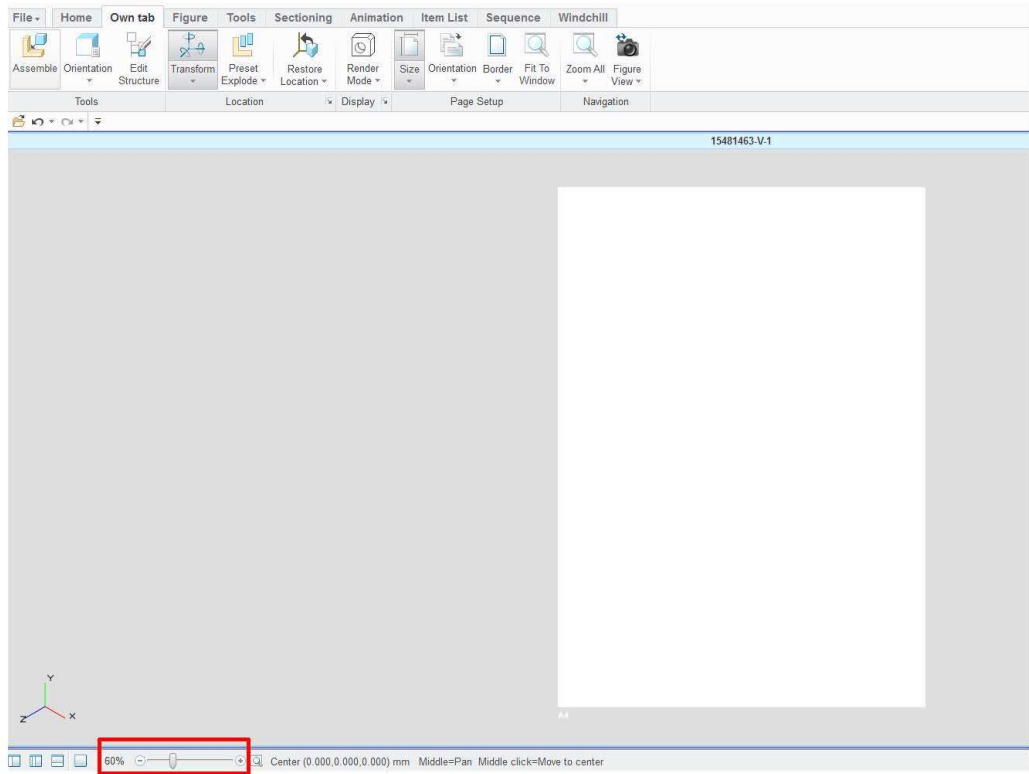 File Home Own tab Figure Tools Sectioning Animation Item List Sequence Windchill
Assemble Orientation Edit Structure Transform Preset Explode Restore Location Render Mode Size Orientation Border Fit To Window Zoom All Figure View
Tools Location Display Page Setup Navigation
15481463-V-1
Y
Z X
A4
60% Center (0.000,0.000,0.000) mm Middle=Pan Middle click=Move to center